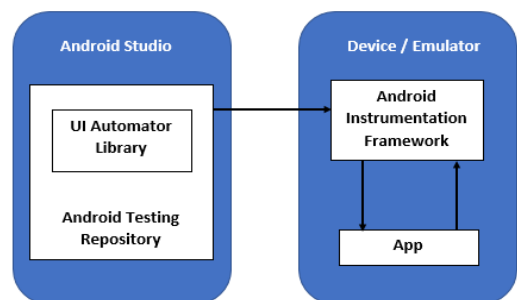 Android Studio
UI Automator
Library
Android Testing
Repository
Device / Emulator
Android
Instrumentation
Framework
App